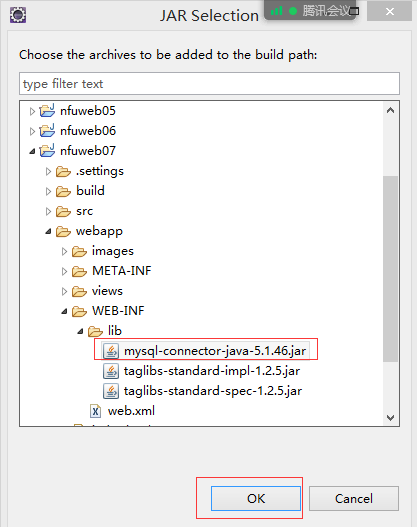 JAR Selection
腾讯会议
Choose the archives to be added to the build path:
type filter text
nfuweb05
nfuweb06
nfuweb07
.settings
build
src
webapp
images
META-INF
views
WEB-INF
lib
mysql-connector-java-5.1.46.jar
taglibs-standard-impl-1.2.5.jar
taglibs-standard-spec-1.2.5.jar
web.xml
OK
Cancel